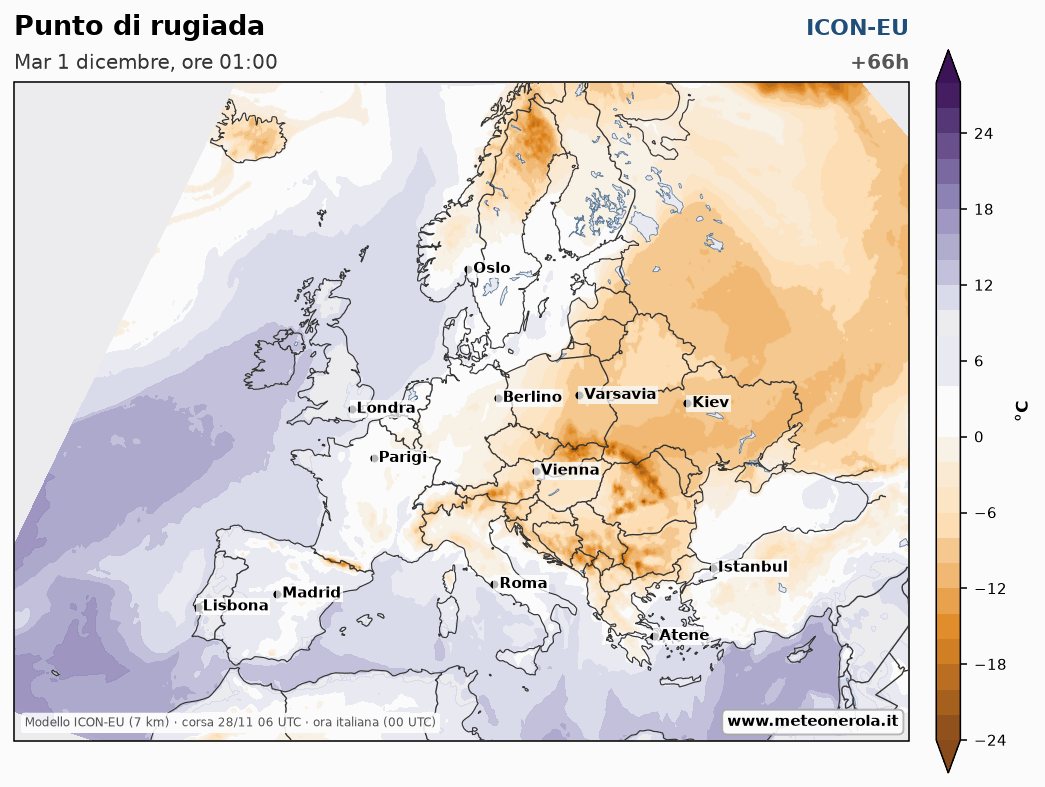 Punto di rugiada
ICON-EU
Mar 1 dicembre, ore 01:00
+66h
Oslo
Londra
Berlino
Varsavia
Kiev
Parigi
Vienna
Istanbul
Roma
Madrid
Lisbona
Atene
Modello ICON-EU (7 km) · corsa 28/11 06 UTC · ora italiana (00 UTC)
www.meteonerola.it
24
18
12
6
0
−6
−12
−18
−24
°C